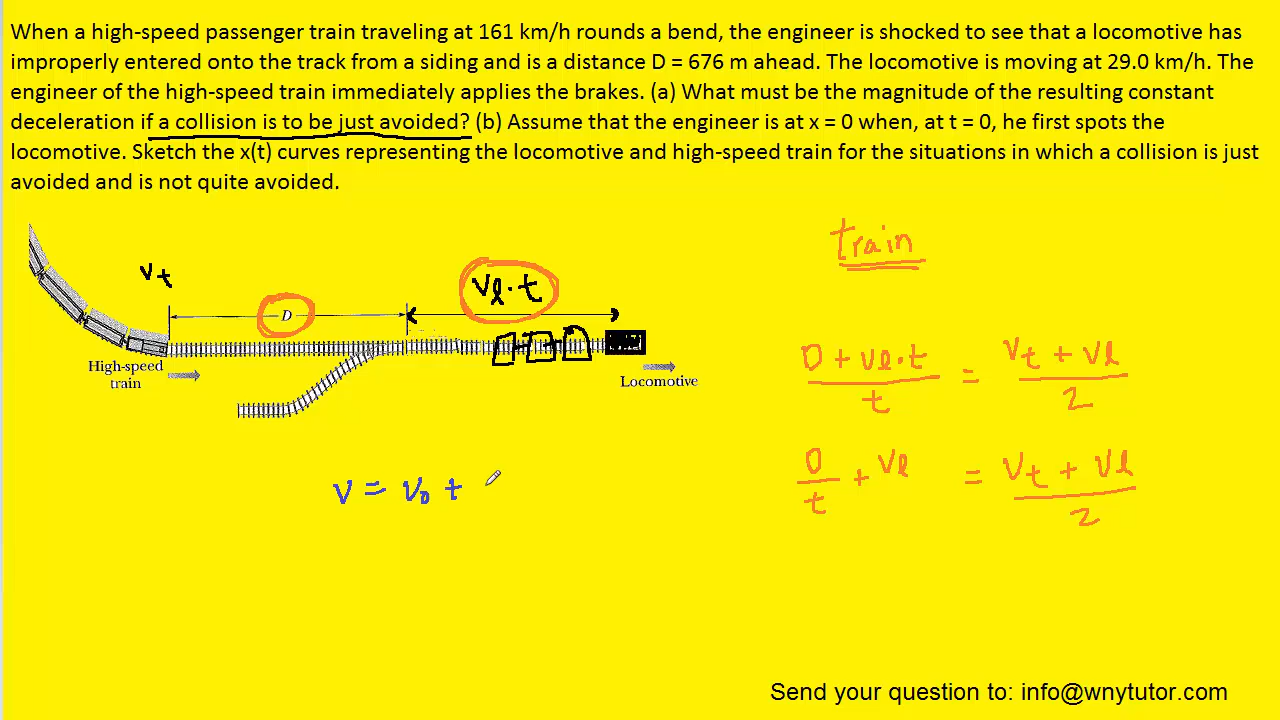 When a high-speed passenger train traveling at 161 km/h rounds a bend, the engineer is shocked to see that a locomotive has
improperly entered onto the track from a siding and is a distance D = 676 m ahead. The locomotive is moving at 29.0 km/h. The
engineer of the high-speed train immediately applies the brakes. (a) What must be the magnitude of the resulting constant
deceleration if a collision is to be just avoided? (b) Assume that the engineer is at x = 0 when, at t = 0, he first spots the
locomotive. Sketch the x(t) curves representing the locomotive and high-speed train for the situations in which a collision is just
avoided and is not quite avoided.
train
vt
D
vl · t
High-speed
train
Locomotive
D + vl · t / t = vt + vl / 2
D / t + vl = vt + vl / 2
v = v0 +
Send your question to: info@wnytutor.com